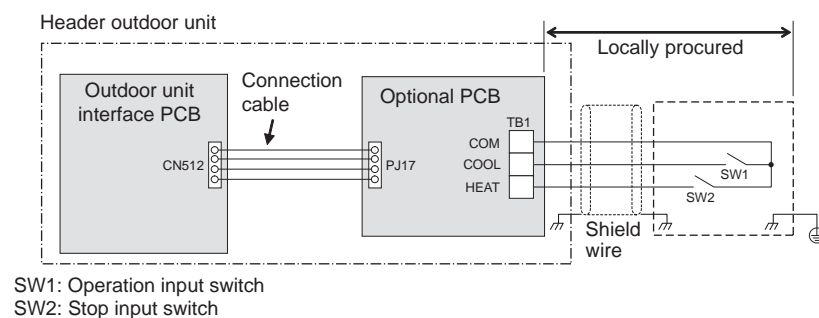 Header outdoor unit
Locally procured
Outdoor unit
interface PCB
Connection
cable
Optional PCB
TB1
COM
COOL
HEAT
CN512
PJ17
SW1
SW2
Shield
wire
SW1: Operation input switch
SW2: Stop input switch